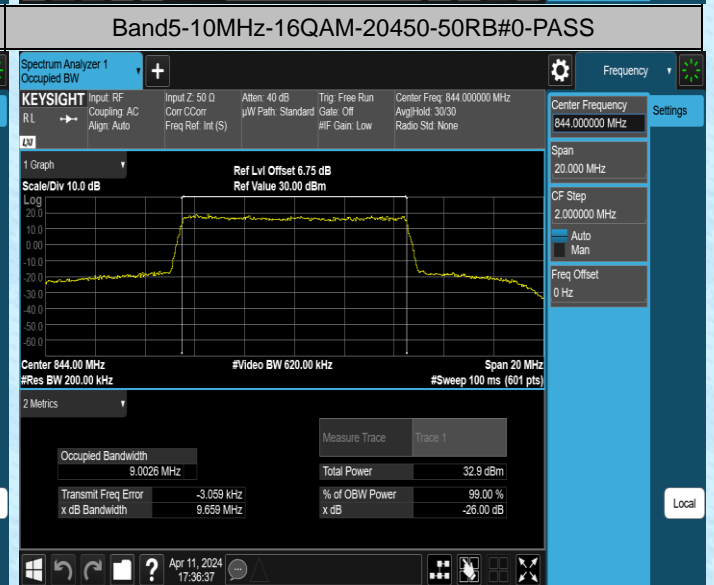 Band5-10MHz-16QAM-20450-50RB#0-PASS
Spectrum Analyzer 1
Occupied BW
+
Frequency
KEYSIGHT
RL
LXI
Input: RF
Coupling: AC
Align: Auto
Input Z: 50 Ω
Corr CCorr
Freq Ref: Int (S)
Atten: 40 dB
µW Path: Standard
Trig: Free Run
Gate: Off
#IF Gain: Low
Center Freq: 844.000000 MHz
Avg|Hold: 30/30
Radio Std: None
Center Frequency
844.000000 MHz
Settings
Span
20.000 MHz
CF Step
2.000000 MHz
Auto
Man
Freq Offset
0 Hz
1 Graph
Scale/Div 10.0 dB
Ref Lvl Offset 6.75 dB
Ref Value 30.00 dBm
Log
20.0
10.0
0.00
-10.0
-20.0
-30.0
-40.0
-50.0
-60.0
Center 844.00 MHz
#Video BW 620.00 kHz
Span 20 MHz
#Res BW 200.00 kHz
#Sweep 100 ms (601 pts)
2 Metrics
Measure Trace
Trace 1
Occupied Bandwidth
9.0026 MHz
Total Power
32.9 dBm
Transmit Freq Error
-3.059 kHz
% of OBW Power
99.00 %
x dB Bandwidth
9.659 MHz
x dB
-26.00 dB
Local
?
Apr 11, 2024
17:36:37